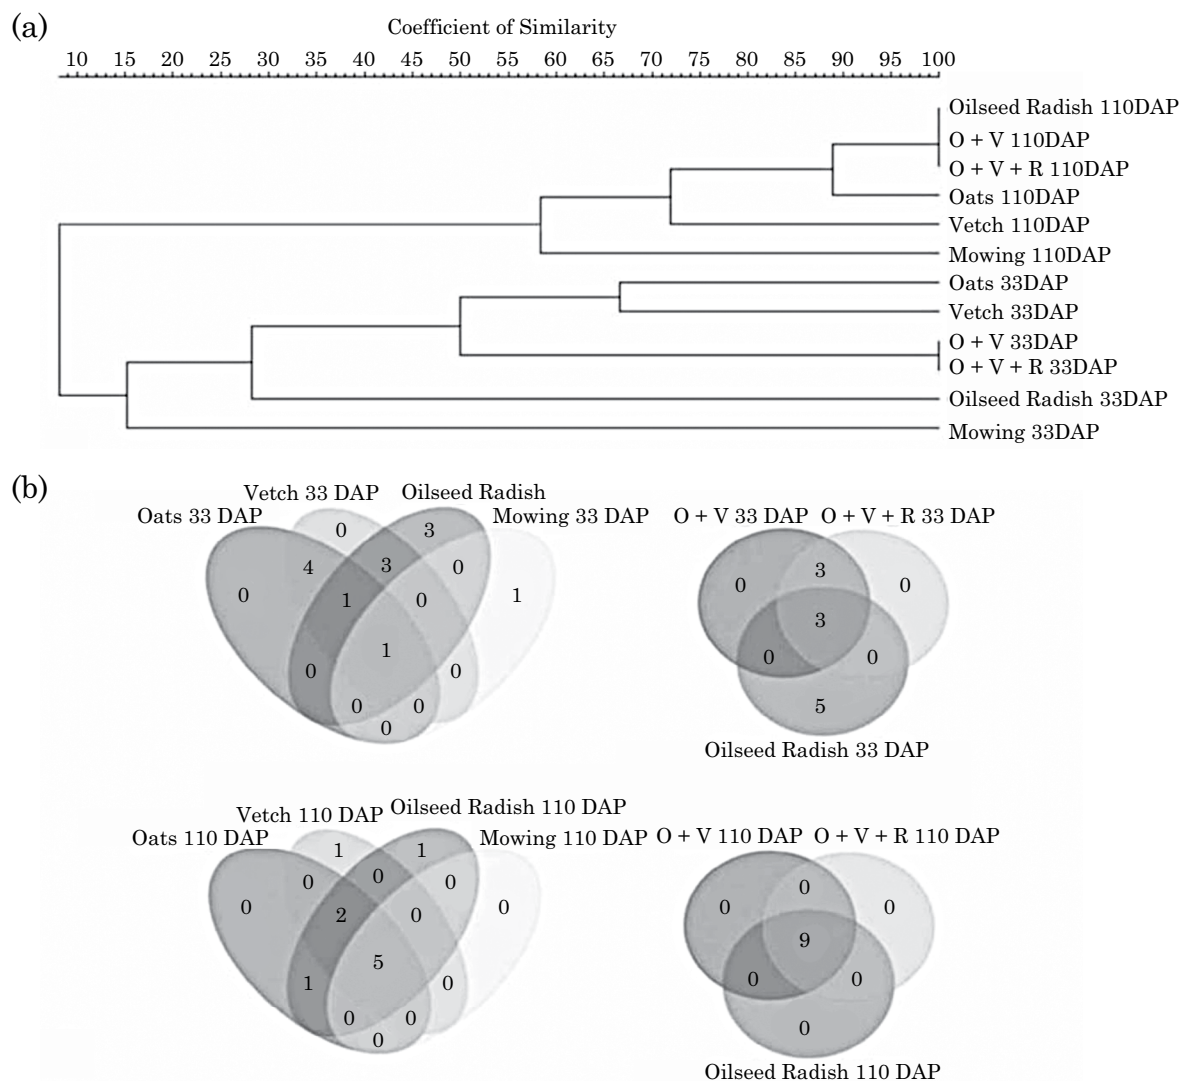 (a)
Coefficient of Similarity
10 15 20 25 30 35 40 45 50 55 60 65 70 75 80 85 90 95 100
Oilseed Radish 110DAP
O + V 110DAP
O + V + R 110DAP
Oats 110DAP
Vetch 110DAP
Mowing 110DAP
Oats 33DAP
Vetch 33DAP
O + V 33DAP
O + V + R 33DAP
Oilseed Radish 33DAP
Mowing 33DAP
(b)
Vetch 33 DAP Oilseed Radish
Oats 33 DAP Mowing 33 DAP
0 3
4 3 0
0 1 0 1
1
0 0
0 0
0
O + V 33 DAP O + V + R 33 DAP
3
0 0
3
0 0
5
Oilseed Radish 33 DAP
Vetch 110 DAP Oilseed Radish 110 DAP
Oats 110 DAP Mowing 110 DAP
1 1
0 0 0
0 2 0 0
5
1 0
0 0
0
O + V 110 DAP O + V + R 110 DAP
0
0 0
9
0 0
0
Oilseed Radish 110 DAP